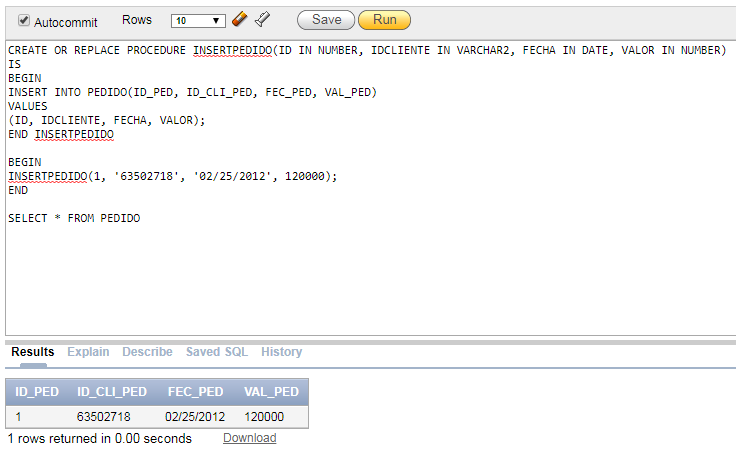 Autocommit Rows 10 Save Run
CREATE OR REPLACE PROCEDURE INSERTPEDIDO(ID IN NUMBER, IDCLIENTE IN VARCHAR2, FECHA IN DATE, VALOR IN NUMBER)
IS
BEGIN
INSERT INTO PEDIDO(ID_PED, ID_CLI_PED, FEC_PED, VAL_PED)
VALUES
(ID, IDCLIENTE, FECHA, VALOR);
END INSERTPEDIDO
BEGIN
INSERTPEDIDO(1, '63502718', '02/25/2012', 120000);
END
SELECT * FROM PEDIDO
Results Explain Describe Saved SQL History
ID_PED ID_CLI_PED FEC_PED VAL_PED
1 63502718 02/25/2012 120000
1 rows returned in 0.00 seconds Download